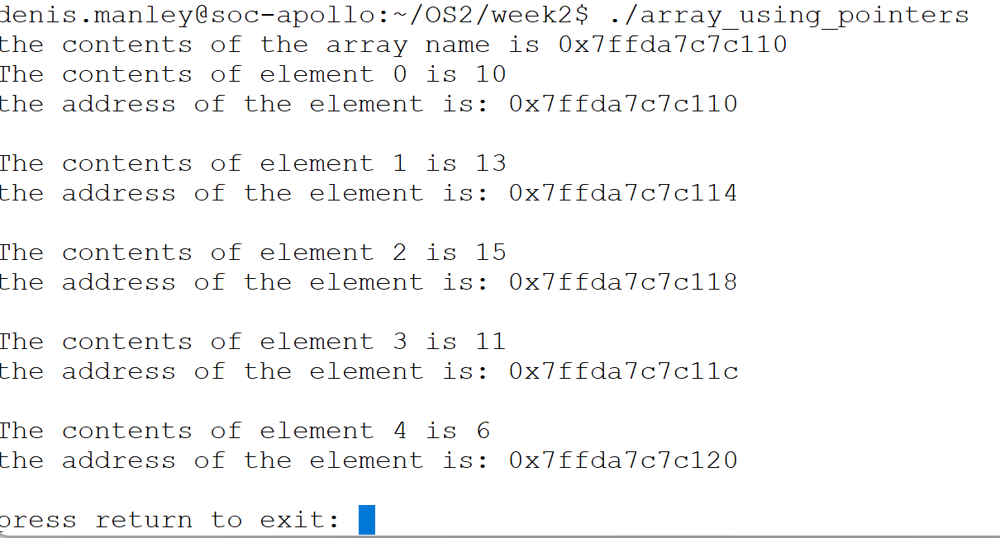 denis.manley@soc-apollo:~/OS2/week2$ ./array_using_pointers
the contents of the array name is 0x7ffda7c7c110
The contents of element 0 is 10
the address of the element is: 0x7ffda7c7c110
The contents of element 1 is 13
the address of the element is: 0x7ffda7c7c114
The contents of element 2 is 15
the address of the element is: 0x7ffda7c7c118
The contents of element 3 is 11
the address of the element is: 0x7ffda7c7c11c
The contents of element 4 is 6
the address of the element is: 0x7ffda7c7c120
press return to exit: